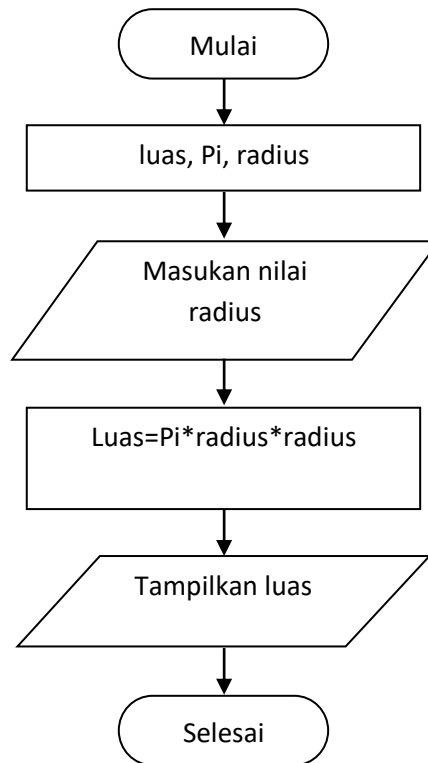 Mulai
luas, Pi, radius
Masukan nilai
radius
Luas=Pi*radius*radius
Tampilkan luas
Selesai